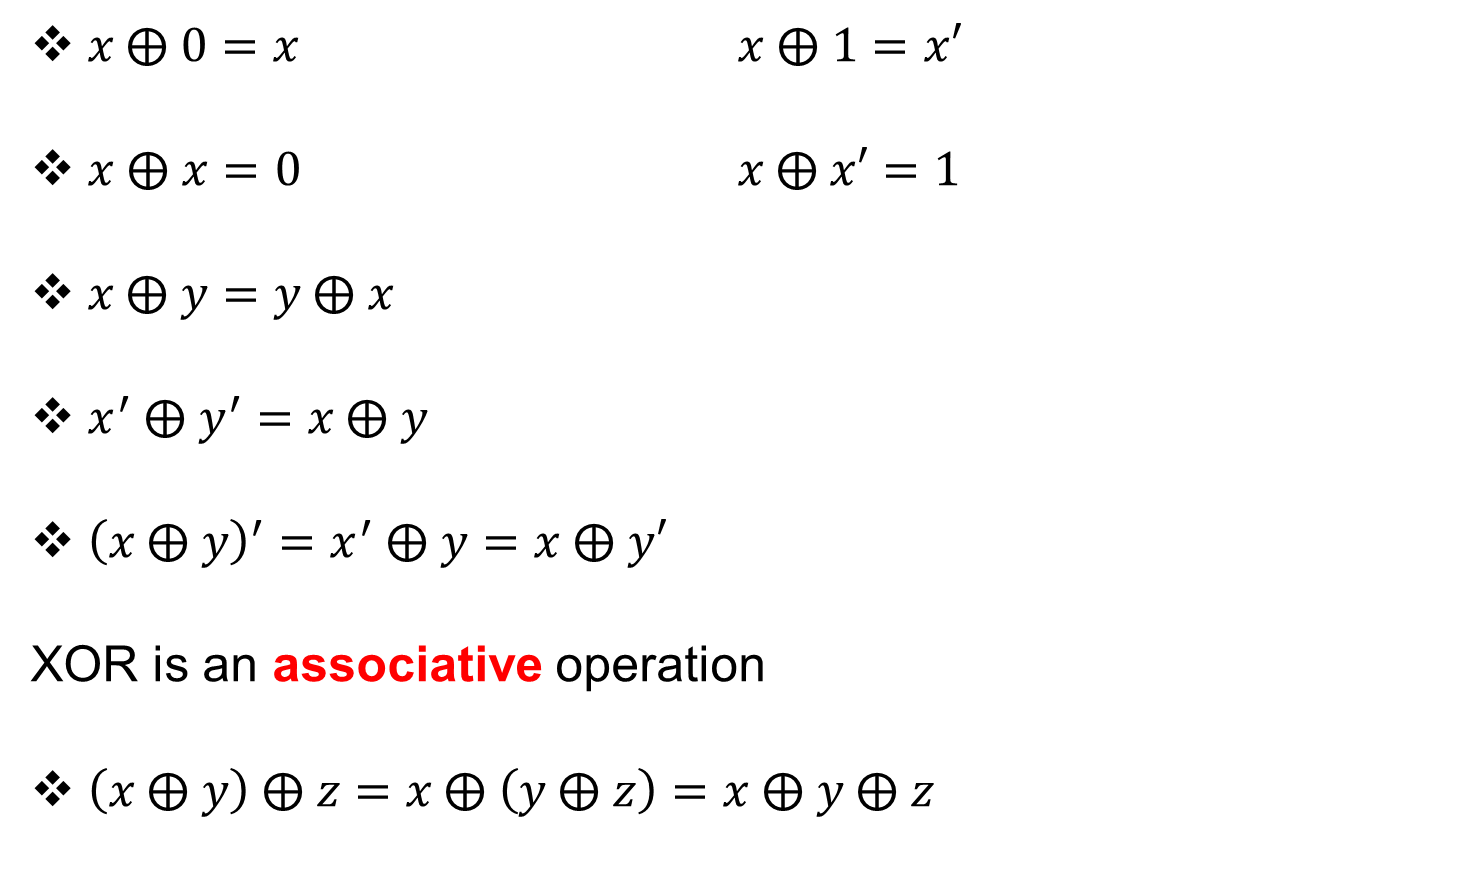 ❖ x ⊕ 0 = x x ⊕ 1 = x′
❖ x ⊕ x = 0 x ⊕ x′ = 1
❖ x ⊕ y = y ⊕ x
❖ x′ ⊕ y′ = x ⊕ y
❖ (x ⊕ y)′ = x′ ⊕ y = x ⊕ y′
XOR is an associative operation
❖ (x ⊕ y) ⊕ z = x ⊕ (y ⊕ z) = x ⊕ y ⊕ z